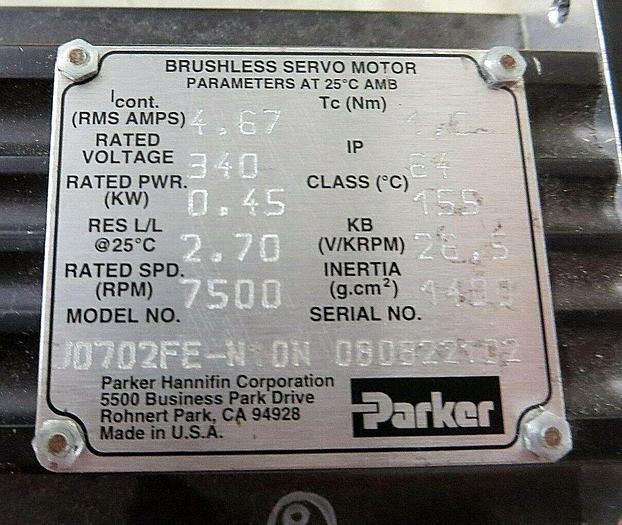 BRUSHLESS SERVO MOTOR
PARAMETERS AT 25°C AMB
Icont. Tc (Nm)
(RMS AMPS) 4.67
RATED
VOLTAGE 340 IP 64
RATED PWR. CLASS (°C)
(KW) 0.45 155
RES L/L KB
@25°C 2.70 (V/KRPM) 26.5
RATED SPD. INERTIA
(RPM) 7500 (g.cm²)
MODEL NO. SERIAL NO.
Parker Hannifin Corporation
5500 Business Park Drive
Rohnert Park, CA 94928
Made in U.S.A.
Parker